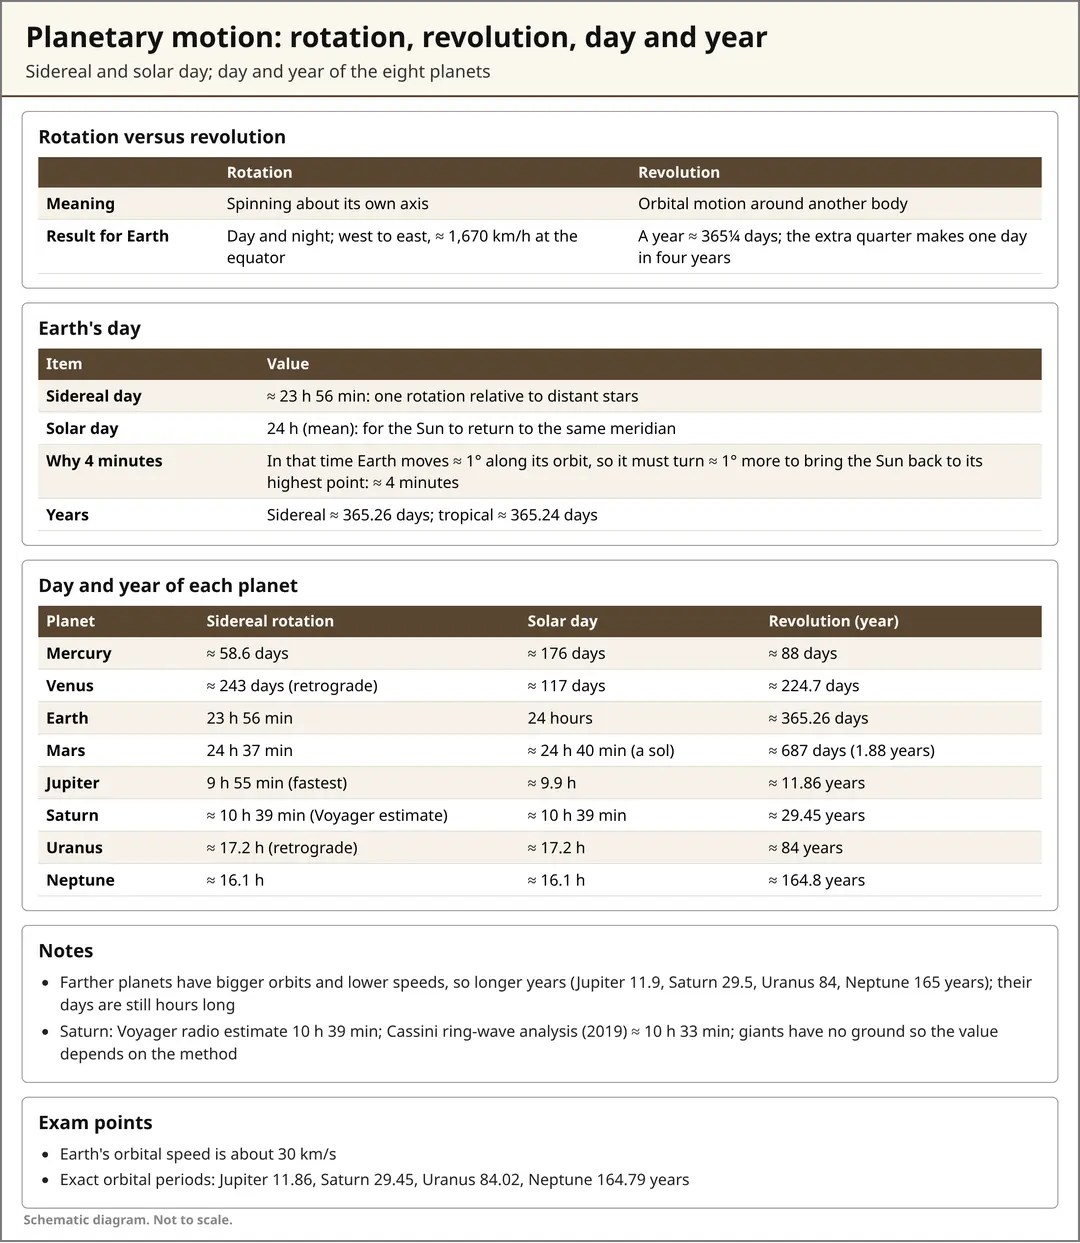 Planetary motion: rotation, revolution, day and year
Sidereal and solar day; day and year of the eight planets
Rotation versus revolution
Rotation Revolution
Meaning Spinning about its own axis Orbital motion around another body
Result for Earth Day and night; west to east, ≈ 1,670 km/h at the equator A year ≈ 365¼ days; the extra quarter makes one day in four years
Earth's day
Item Value
Sidereal day ≈ 23 h 56 min: one rotation relative to distant stars
Solar day 24 h (mean): for the Sun to return to the same meridian
Why 4 minutes In that time Earth moves ≈ 1° along its orbit, so it must turn ≈ 1° more to bring the Sun back to its
highest point: ≈ 4 minutes
Years Sidereal ≈ 365.26 days; tropical ≈ 365.24 days
Day and year of each planet
Planet Sidereal rotation Solar day Revolution (year)
Mercury ≈ 58.6 days ≈ 176 days ≈ 88 days
Venus ≈ 243 days (retrograde) ≈ 117 days ≈ 224.7 days
Earth 23 h 56 min 24 hours ≈ 365.26 days
Mars 24 h 37 min ≈ 24 h 40 min (a sol) ≈ 687 days (1.88 years)
Jupiter 9 h 55 min (fastest) ≈ 9.9 h ≈ 11.86 years
Saturn ≈ 10 h 39 min (Voyager estimate) ≈ 10 h 39 min ≈ 29.45 years
Uranus ≈ 17.2 h (retrograde) ≈ 17.2 h ≈ 84 years
Neptune ≈ 16.1 h ≈ 16.1 h ≈ 164.8 years
Notes
• Farther planets have bigger orbits and lower speeds, so longer years (Jupiter 11.9, Saturn 29.5, Uranus 84, Neptune 165 years); their
days are still hours long
• Saturn: Voyager radio estimate 10 h 39 min; Cassini ring-wave analysis (2019) ≈ 10 h 33 min; giants have no ground so the value
depends on the method
Exam points
• Earth's orbital speed is about 30 km/s
• Exact orbital periods: Jupiter 11.86, Saturn 29.45, Uranus 84.02, Neptune 164.79 years
Schematic diagram. Not to scale.